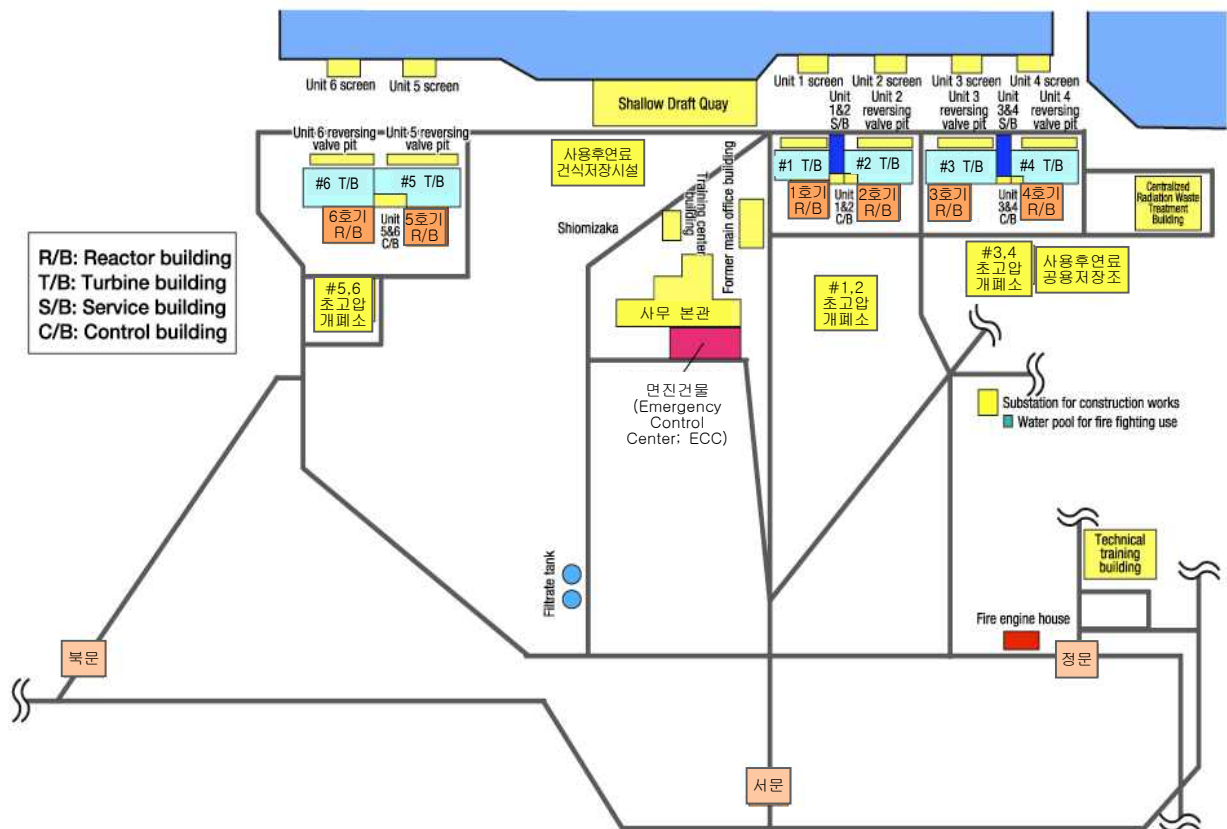 Unit 6 screen
Unit 5 screen
Shallow Draft Quay
Unit 1 screen
Unit 2 screen
Unit 3 screen
Unit 4 screen
Unit
1&2
S/B
Unit 2
reversing
valve pit
Unit 3
reversing
valve pit
Unit
3&4
S/B
Unit 4
reversing
valve pit
Unit 6 reversing
valve pit
Unit 5 reversing
valve pit
#6 T/B
#5 T/B
6호기
R/B
Unit
5&6
C/B
5호기
R/B
사용후연료
건식저장시설
#1 T/B
#2 T/B
#3 T/B
#4 T/B
1호기
R/B
Unit
1&2
C/B
2호기
R/B
3호기
R/B
Unit
3&4
C/B
4호기
R/B
Centralized
Radiation Waste
Treatment
Building
Shiomizaka
Training center
building
Former main office building
R/B: Reactor building
T/B: Turbine building
S/B: Service building
C/B: Control building
#5,6
초고압
개폐소
사무 본관
#1,2
초고압
개폐소
#3,4
초고압
개폐소
사용후연료
공용저장조
면진건물
(Emergency
Control
Center; ECC)
Substation for construction works
Water pool for fire fighting use
Filtrate tank
Technical
training
building
Fire engine house
북문
정문
서문